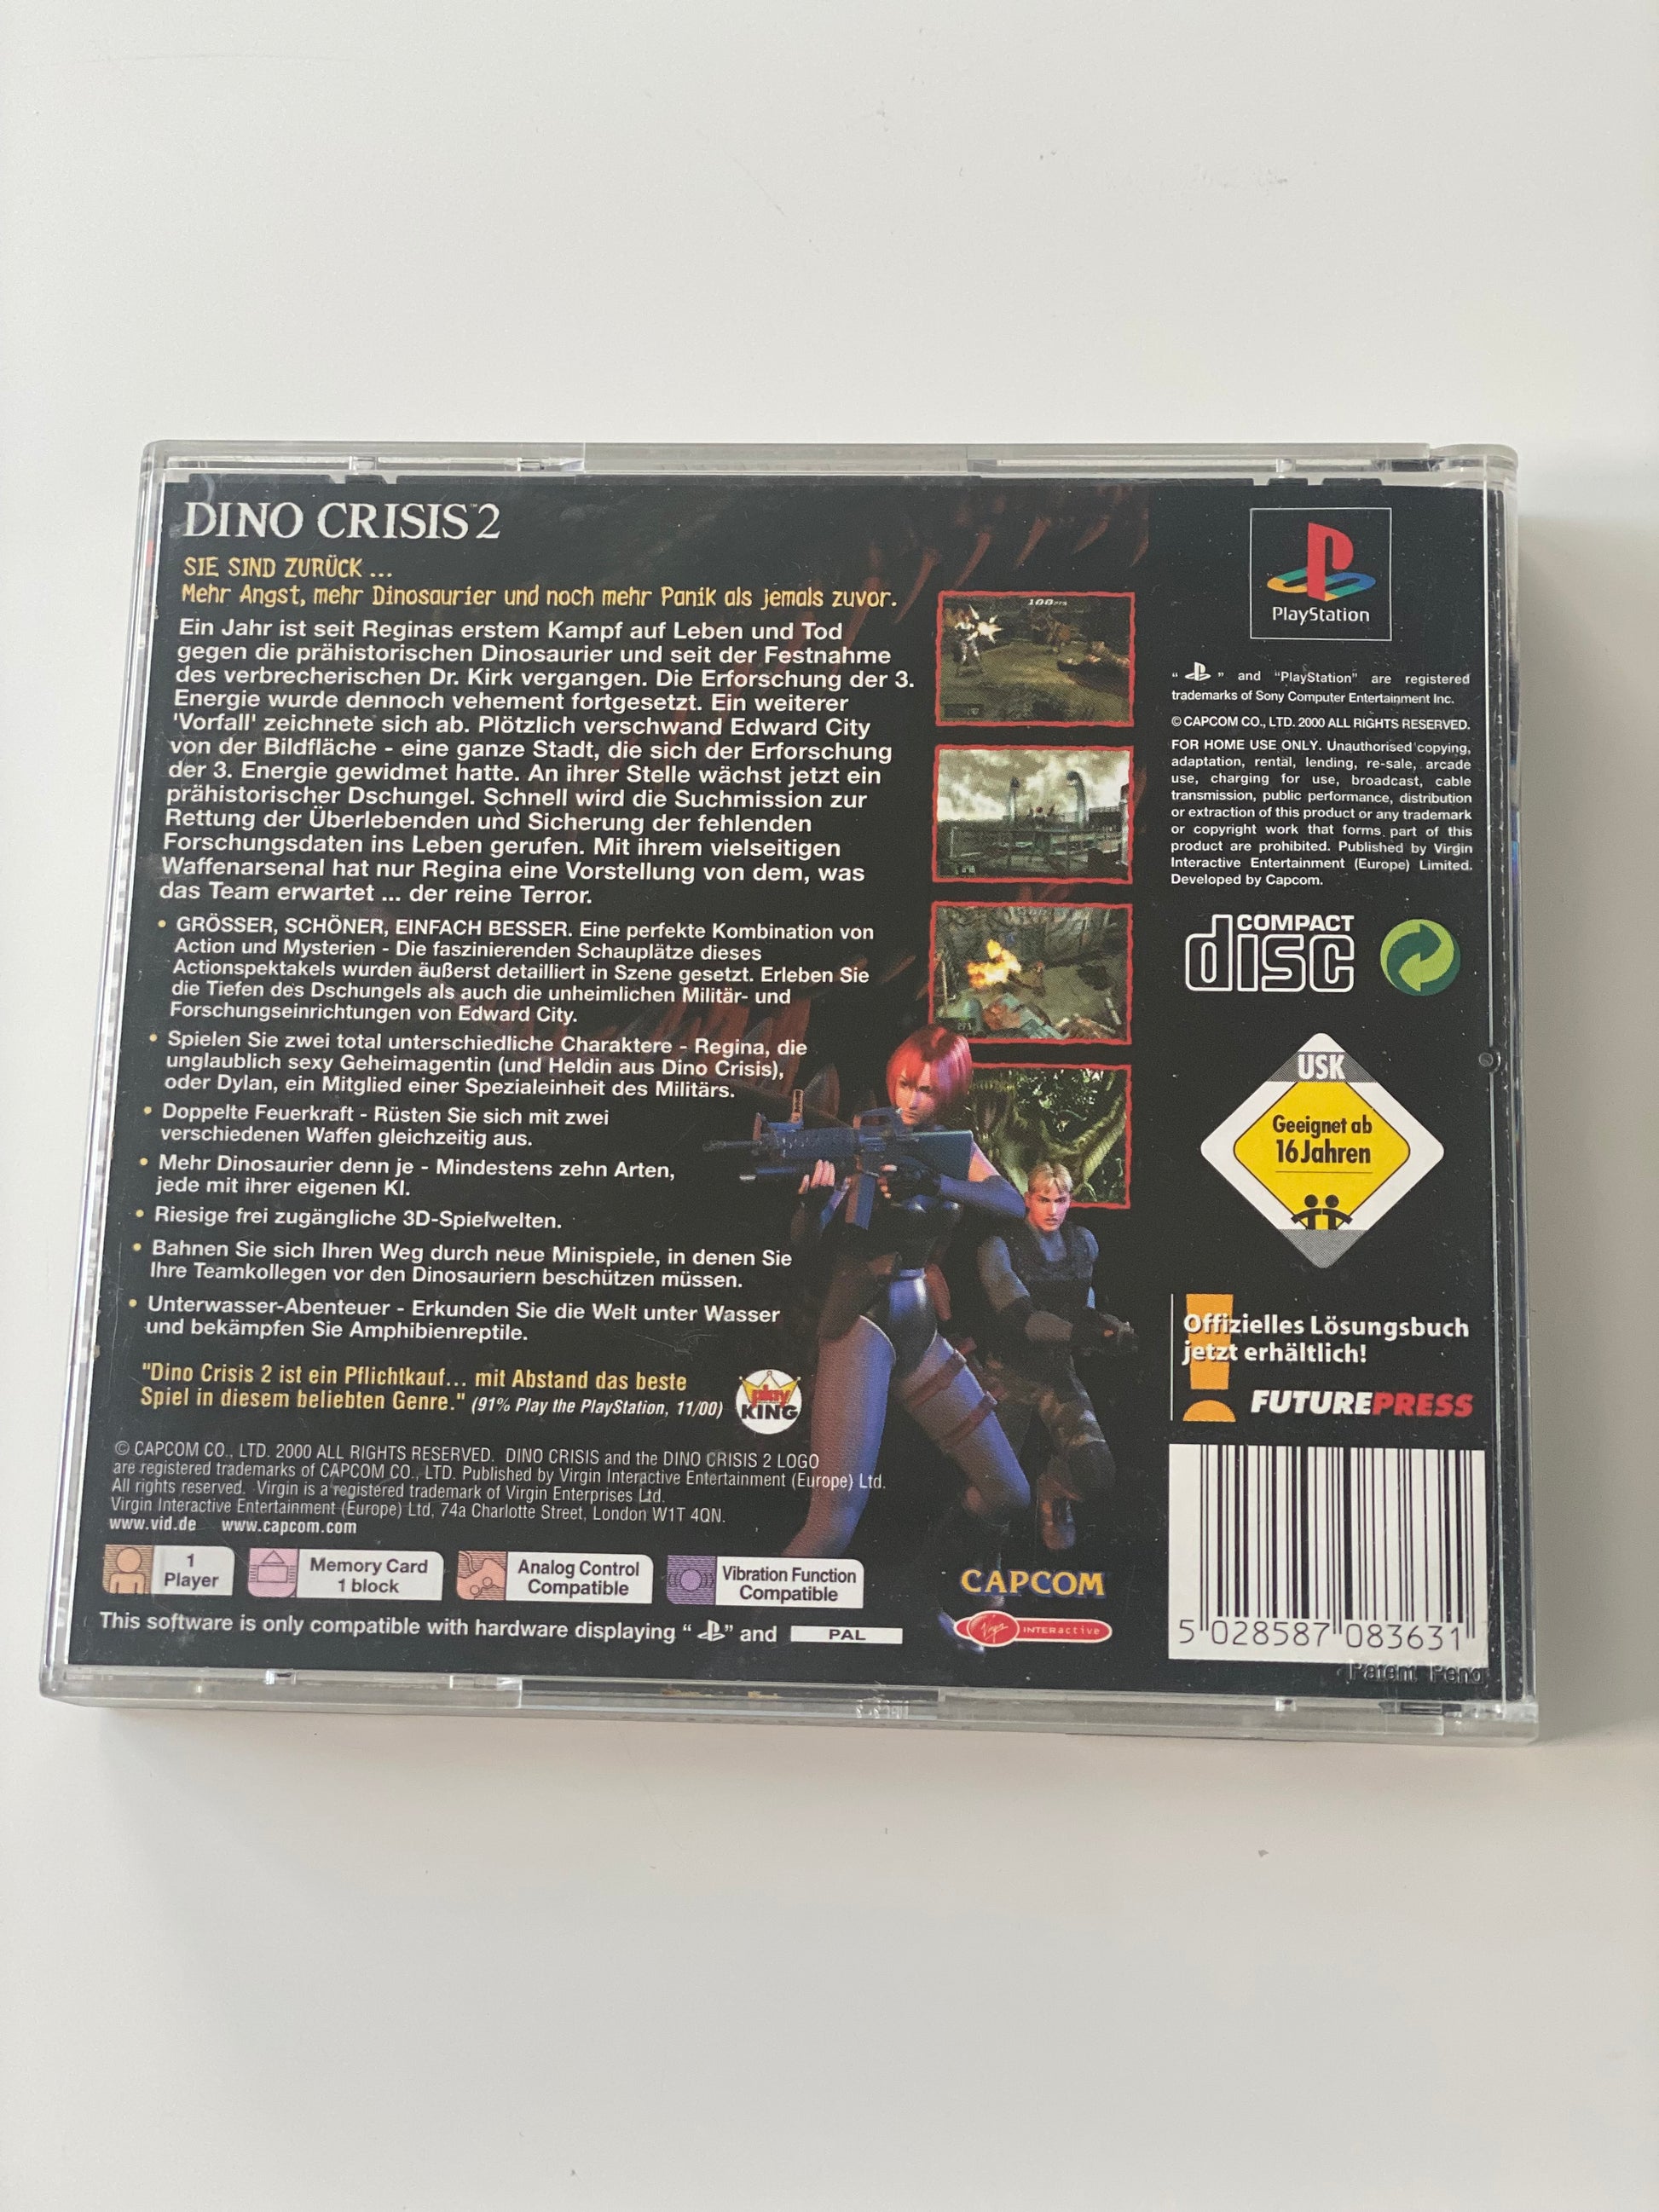 DINO CRISIS™2
SIE SIND ZURÜCK ...
Mehr Angst, mehr Dinosaurier und noch mehr Panik als jemals zuvor.
Ein Jahr ist seit Reginas erstem Kampf auf Leben und Tod
gegen die prähistorischen Dinosaurier und seit der Festnahme
des verbrecherischen Dr. Kirk vergangen. Die Erforschung der 3.
Energie wurde dennoch vehement fortgesetzt. Ein weiterer
'Vorfall' zeichnete sich ab. Plötzlich verschwand Edward City
von der Bildfläche - eine ganze Stadt, die sich der Erforschung
der 3. Energie gewidmet hatte. An ihrer Stelle wächst jetzt ein
prähistorischer Dschungel. Schnell wird die Suchmission zur
Rettung der Überlebenden und Sicherung der fehlenden
Forschungsdaten ins Leben gerufen. Mit ihrem vielseitigen
Waffenarsenal hat nur Regina eine Vorstellung von dem, was
das Team erwartet ... der reine Terror.
• GRÖSSER, SCHÖNER, EINFACH BESSER. Eine perfekte Kombination von
Action und Mysterien - Die faszinierenden Schauplätze dieses
Actionspektakels wurden äußerst detailliert in Szene gesetzt. Erleben Sie
die Tiefen des Dschungels als auch die unheimlichen Militär- und
Forschungseinrichtungen von Edward City.
• Spielen Sie zwei total unterschiedliche Charaktere - Regina, die
unglaublich sexy Geheimagentin (und Heldin aus Dino Crisis),
oder Dylan, ein Mitglied einer Spezialeinheit des Militärs.
• Doppelte Feuerkraft - Rüsten Sie sich mit zwei
verschiedenen Waffen gleichzeitig aus.
• Mehr Dinosaurier denn je - Mindestens zehn Arten,
jede mit ihrer eigenen KI.
• Riesige frei zugängliche 3D-Spielwelten.
• Bahnen Sie sich Ihren Weg durch neue Minispiele, in denen Sie
Ihre Teamkollegen vor den Dinosauriern beschützen müssen.
• Unterwasser-Abenteuer - Erkunden Sie die Welt unter Wasser
und bekämpfen Sie Amphibienreptile.
"Dino Crisis 2 ist ein Pflichtkauf... mit Abstand das beste
Spiel in diesem beliebten Genre." (91% Play the PlayStation, 11/00)
play
KING
© CAPCOM CO., LTD. 2000 ALL RIGHTS RESERVED. DINO CRISIS and the DINO CRISIS 2 LOGO
are registered trademarks of CAPCOM CO., LTD. Published by Virgin Interactive Entertainment (Europe) Ltd.
All rights reserved. Virgin is a registered trademark of Virgin Enterprises Ltd.
Virgin Interactive Entertainment (Europe) Ltd, 74a Charlotte Street, London W1T 4QN.
www.vid.de www.capcom.com
1
Player
Memory Card
1 block
Analog Control
Compatible
Vibration Function
Compatible
This software is only compatible with hardware displaying " " and PAL
CAPCOM
Virgin INTERactive
PlayStation
" " and "PlayStation" are registered
trademarks of Sony Computer Entertainment Inc.
© CAPCOM CO., LTD. 2000 ALL RIGHTS RESERVED.
FOR HOME USE ONLY. Unauthorised copying,
adaptation, rental, lending, re-sale, arcade
use, charging for use, broadcast, cable
transmission, public performance, distribution
or extraction of this product or any trademark
or copyright work that forms part of this
product are prohibited. Published by Virgin
Interactive Entertainment (Europe) Limited.
Developed by Capcom.
COMPACT
disc
USK
Geeignet ab
16 Jahren
Offizielles Lösungsbuch
jetzt erhältlich!
FUTUREPRESS
5 028587 083631
Patent Pend